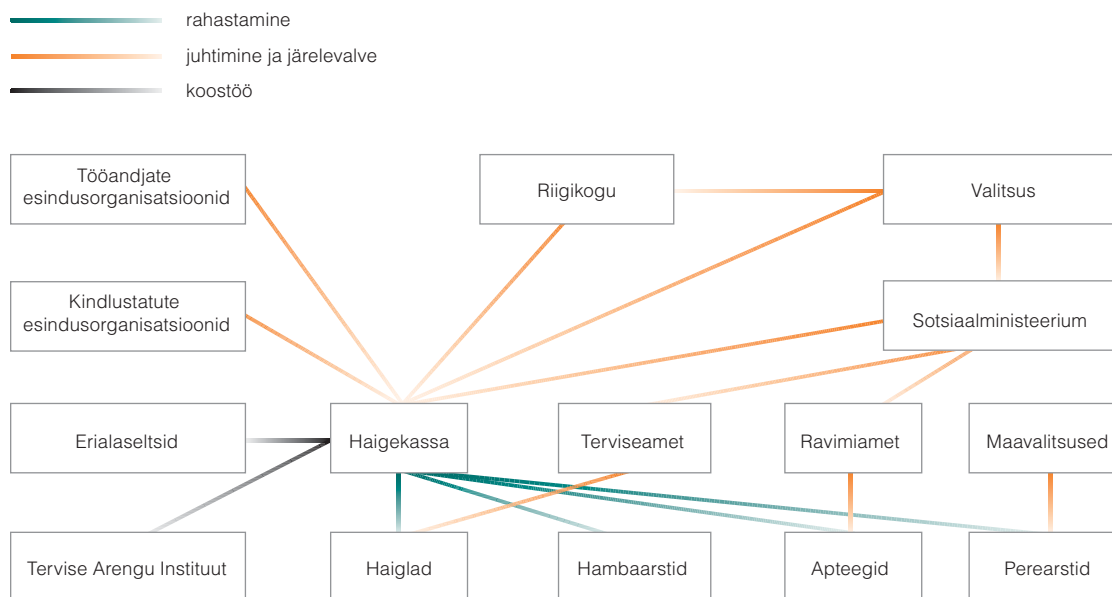 rahastamine
juhtimine ja järelevalve
koostöö
Tööandjate
esindusorganisatsioonid
Riigikogu
Valitsus
Kindlustatute
esindusorganisatsioonid
Sotsiaalministeerium
Erialaseltsid
Haigekassa
Terviseamet
Ravimiamet
Maavalitsused
Tervise Arengu Instituut
Haiglad
Hambaarstid
Apteegid
Perearstid